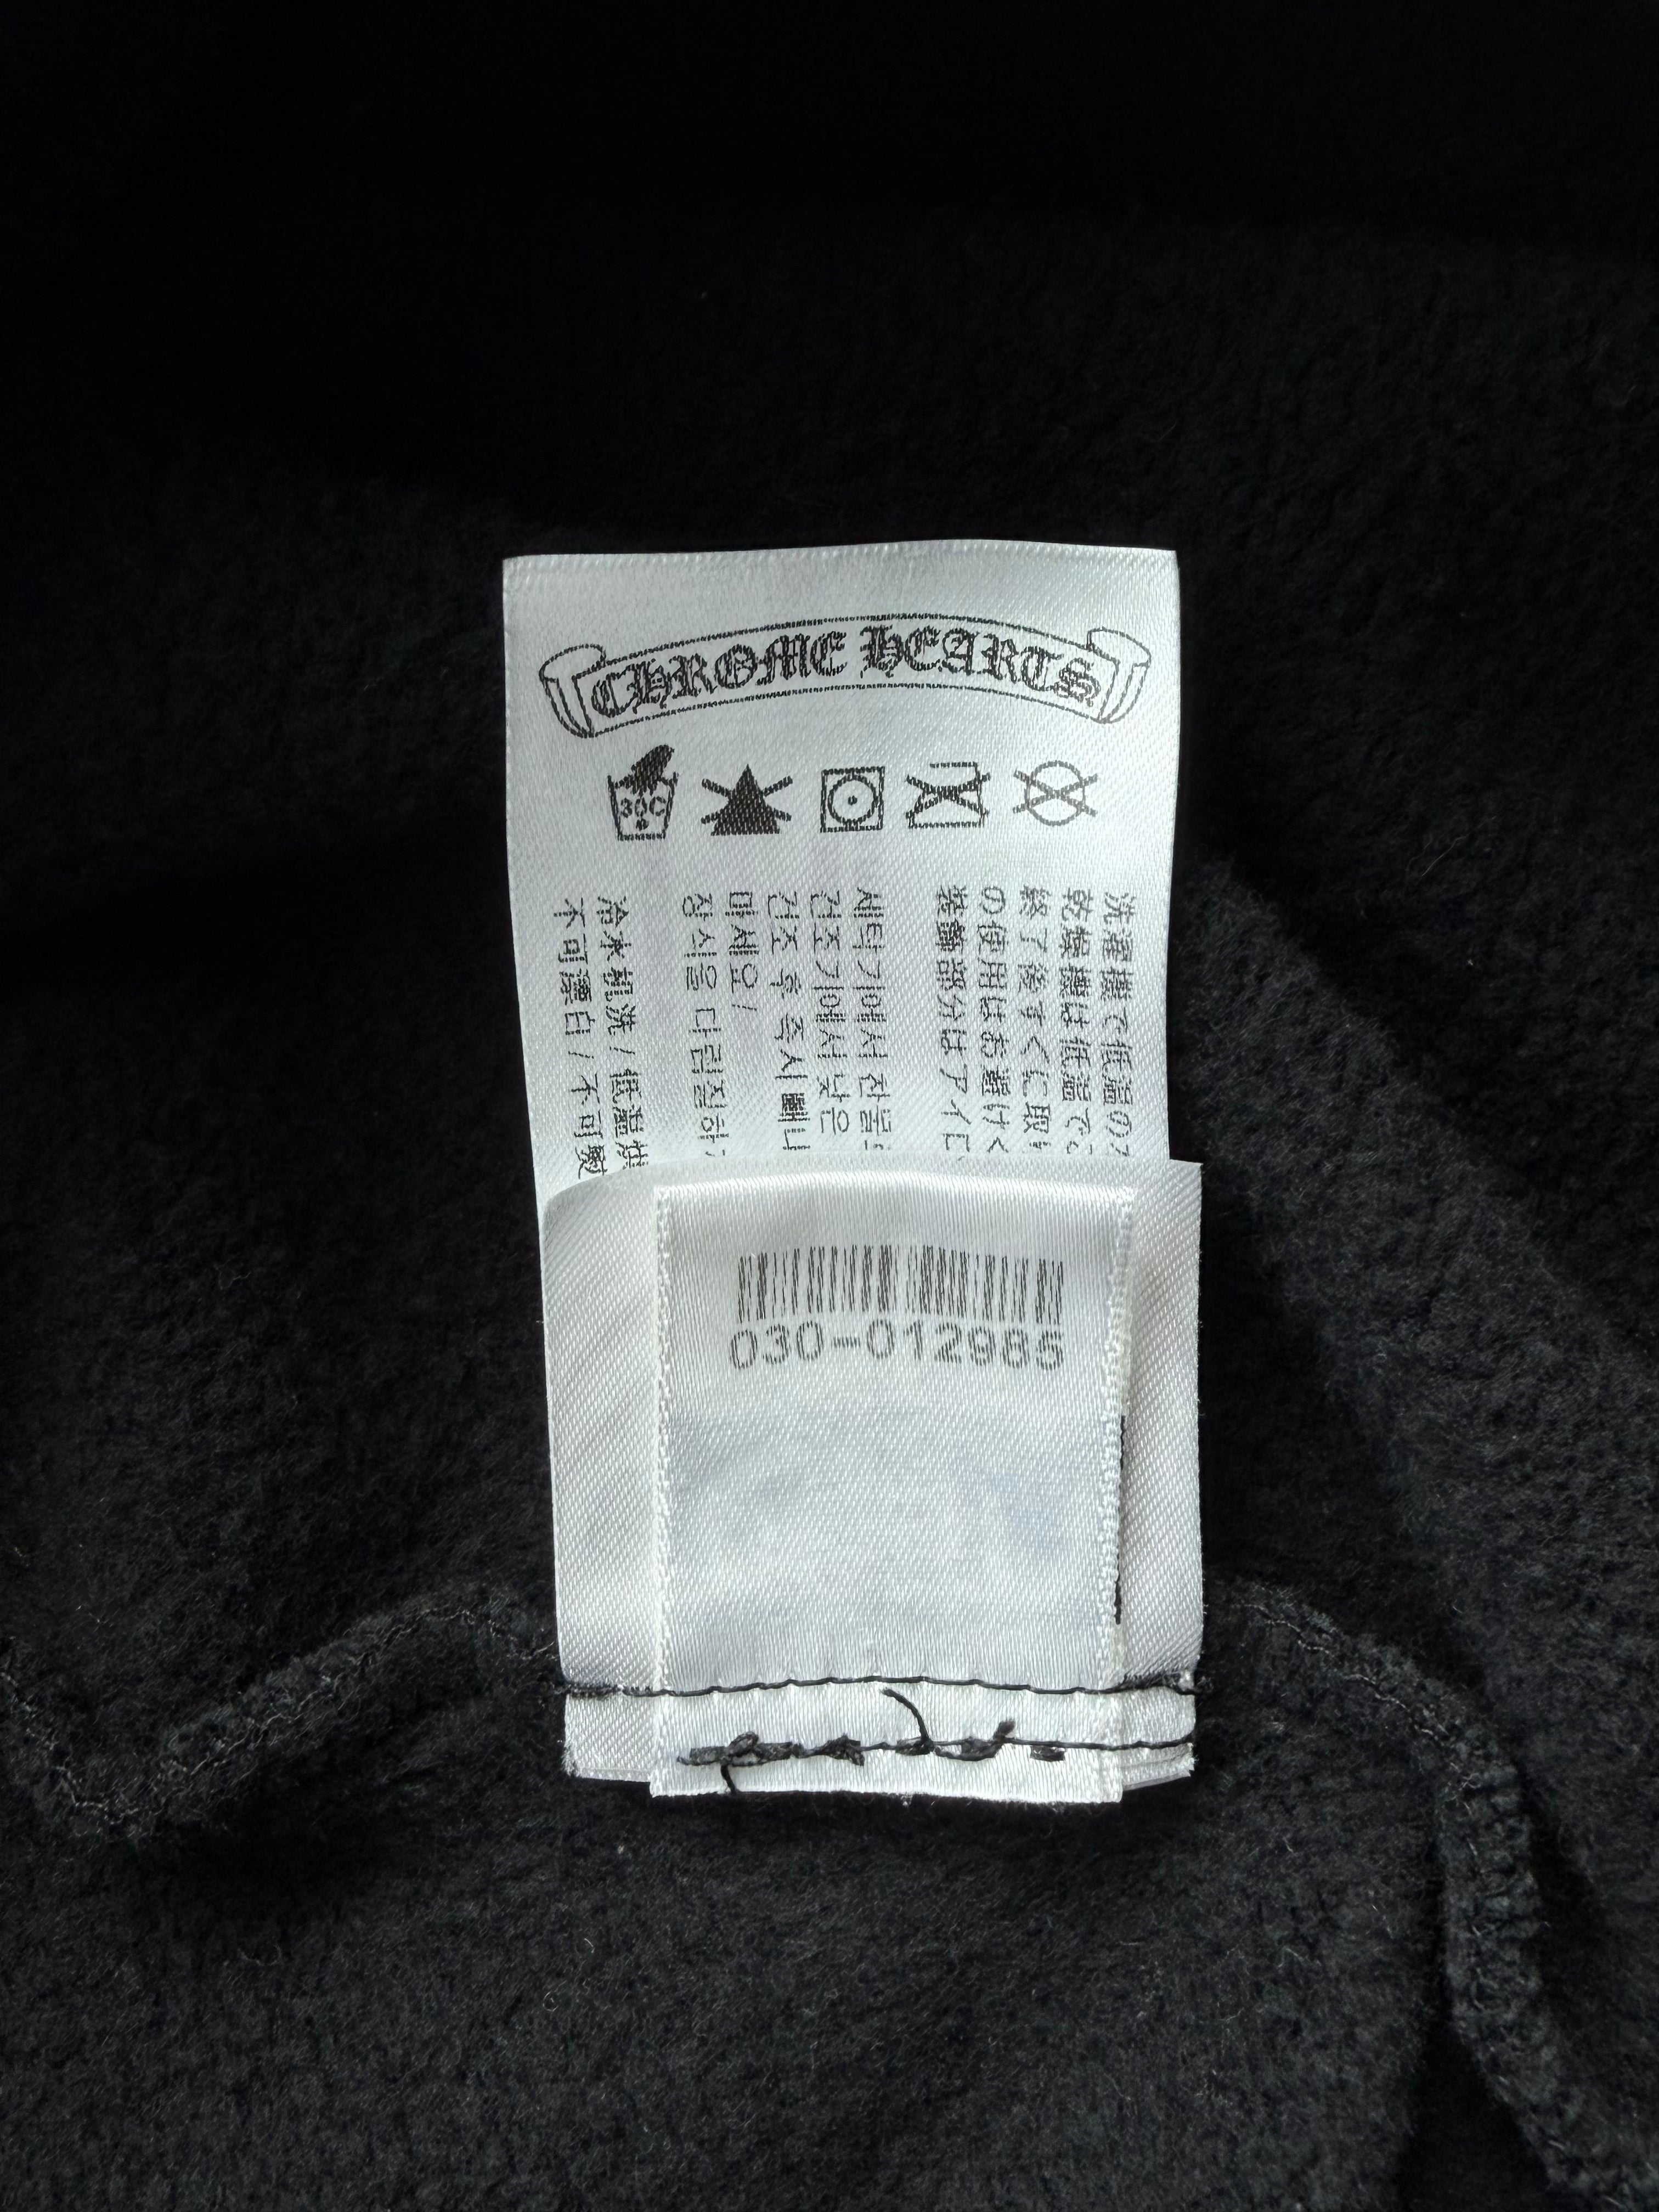 CHROME HEARTS
30C
洗濯機で低温の
乾燥機は低温で
終了後すぐに取
の使用はお避けく
装飾部分はアイ
세탁기에서 찬물
건조기에서 낮은
건조 후 즉시 빼
마세요/
장식을 다림질하
冷水机洗 / 低温烘
不可漂白 / 不可熨
030-012985